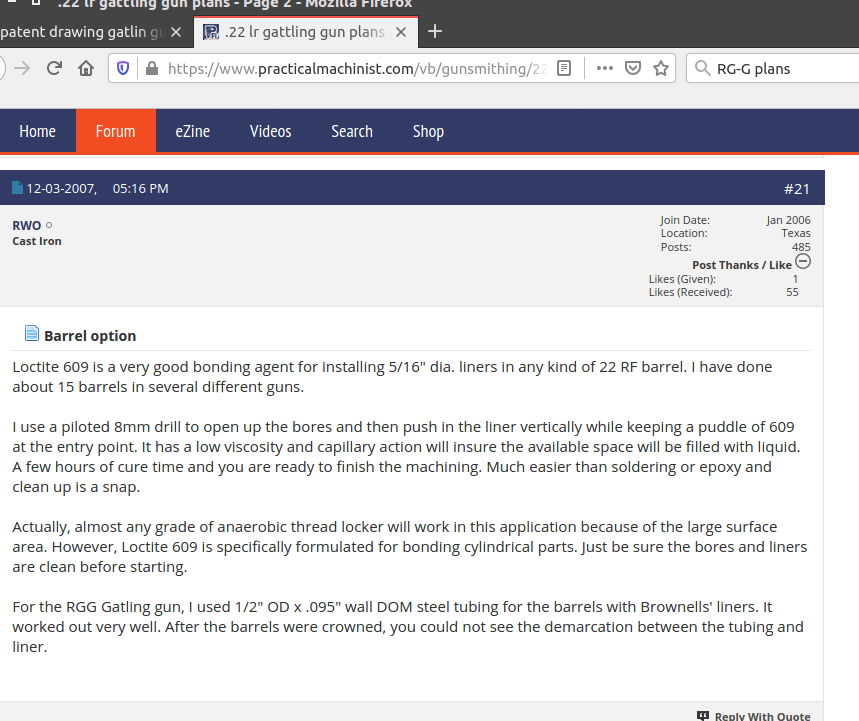 .22 lr gattling gun plans - Page 2 - Mozilla Firefox
patent drawing gatlin gu
.22 lr gattling gun plans
https://www.practicalmachinist.com/vb/gunsmithing/22
RG-G plans
Home Forum eZine Videos Search Shop
12-03-2007, 05:16 PM #21
RWO
Cast Iron
Join Date: Jan 2006
Location: Texas
Posts: 485
Post Thanks / Like
Likes (Given): 1
Likes (Received): 55
Barrel option
Loctite 609 is a very good bonding agent for installing 5/16" dia. liners in any kind of 22 RF barrel. I have done
about 15 barrels in several different guns.
I use a piloted 8mm drill to open up the bores and then push in the liner vertically while keeping a puddle of 609
at the entry point. It has a low viscosity and capillary action will insure the available space will be filled with liquid.
A few hours of cure time and you are ready to finish the machining. Much easier than soldering or epoxy and
clean up is a snap.
Actually, almost any grade of anaerobic thread locker will work in this application because of the large surface
area. However, Loctite 609 is specifically formulated for bonding cylindrical parts. Just be sure the bores and liners
are clean before starting.
For the RGG Gatling gun, I used 1/2" OD x .095" wall DOM steel tubing for the barrels with Brownells' liners. It
worked out very well. After the barrels were crowned, you could not see the demarcation between the tubing and
liner.
Reply With Quote